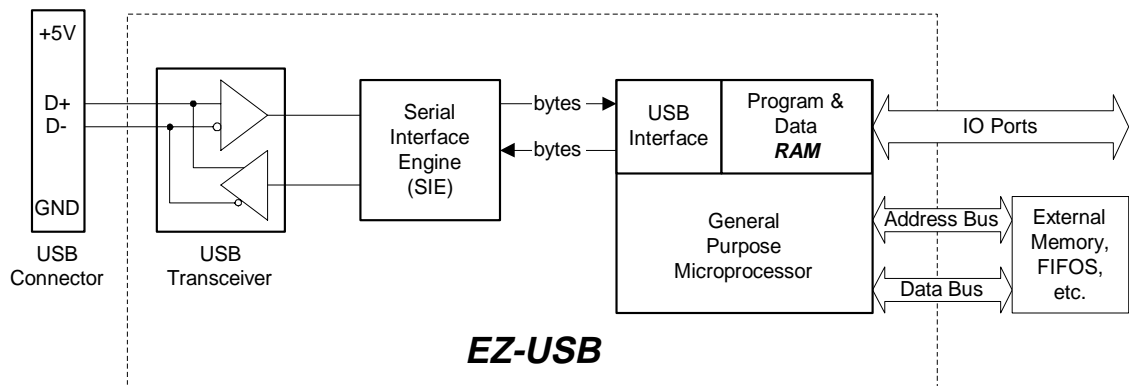 +5V
D+
D-
GND
USB
Connector
USB
Transceiver
Serial
Interface
Engine
(SIE)
bytes
bytes
USB
Interface
Program &
Data
RAM
General
Purpose
Microprocessor
IO Ports
Address Bus
Data Bus
External
Memory,
FIFOS,
etc.
EZ-USB